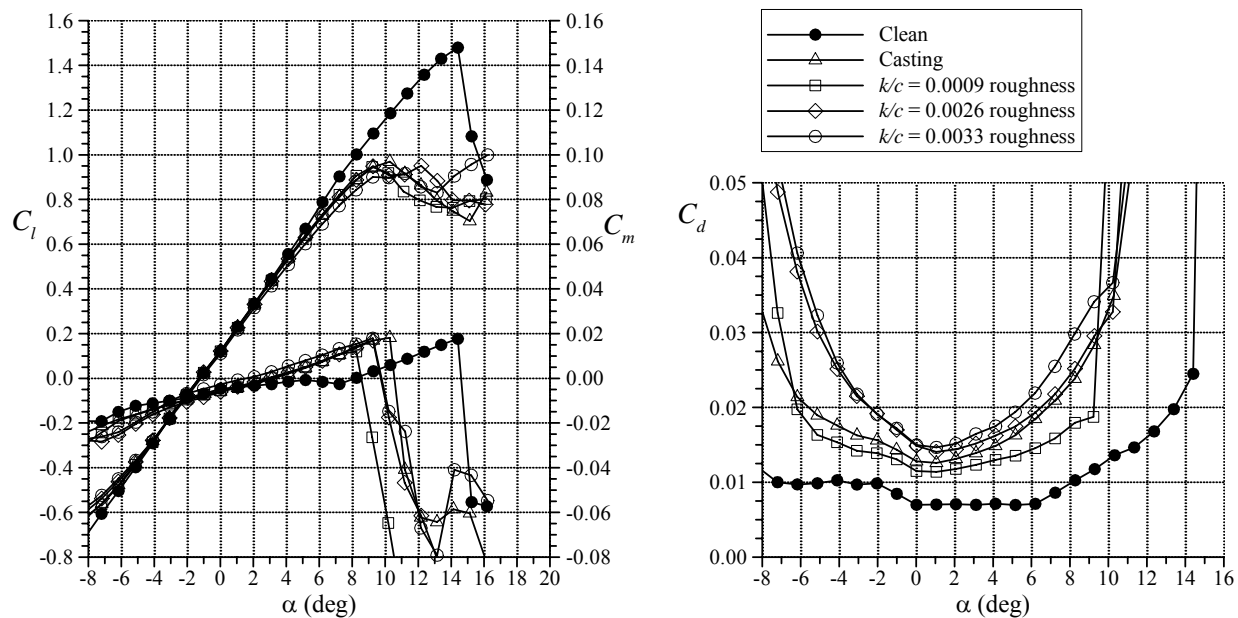 1.6
1.4
1.2
1.0
0.8
0.6
0.4
0.2
0.0
-0.2
-0.4
-0.6
-0.8
C_l
-8 -6 -4 -2 0 2 4 6 8 10 12 14 16 18 20
α (deg)
0.16
0.14
0.12
0.10
0.08
0.06
0.04
0.02
0.00
-0.02
-0.04
-0.06
-0.08
C_m
Clean
Casting
k/c = 0.0009 roughness
k/c = 0.0026 roughness
k/c = 0.0033 roughness
0.05
0.04
0.03
0.02
0.01
0.00
C_d
-8 -6 -4 -2 0 2 4 6 8 10 12 14 16
α (deg)